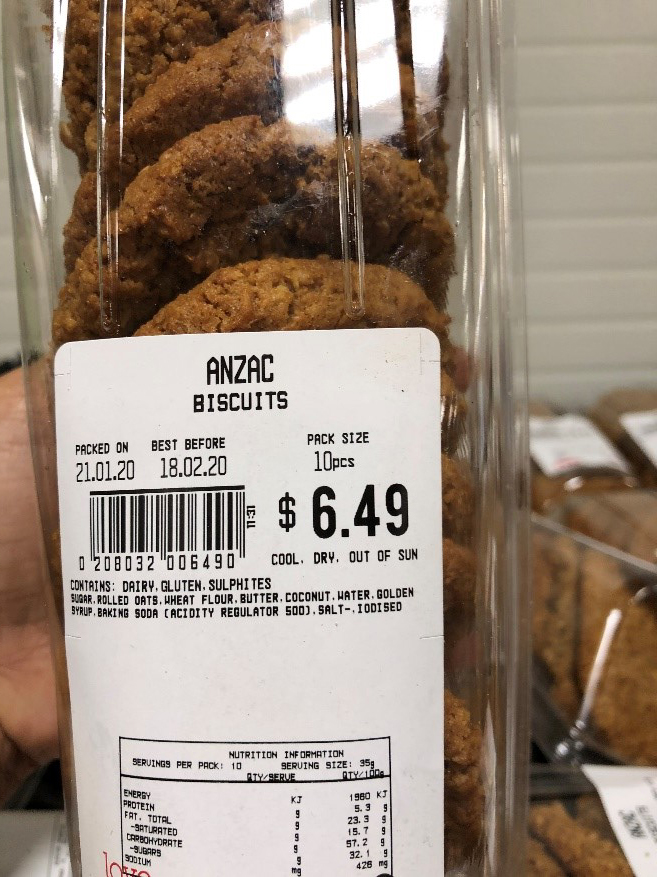 ANZAC
BISCUITS
PACKED ON BEST BEFORE PACK SIZE
21.01.20 18.02.20 10pcs
$ 6.49
11:31
0 208032 006490
COOL. DRY. OUT OF SUN
CONTAINS: DAIRY, GLUTEN, SULPHITES
SUGAR, ROLLED OATS, WHEAT FLOUR, BUTTER, COCONUT, WATER, GOLDEN
SYRUP, BAKING SODA (ACIDITY REGULATOR 500), SALT-, IODISED
NUTRITION INFORMATION
SERVINGS PER PACK: 10 SERVING SIZE: 35g
QTY/SERVE QTY/100g
ENERGY KJ 1980 KJ
PROTEIN g 5.3 g
FAT, TOTAL g 23.3 g
-SATURATED g 15.7 g
CARBOHYDRATE g 57.2 g
-SUGARS g 32.1 g
SODIUM mg 426 mg
love